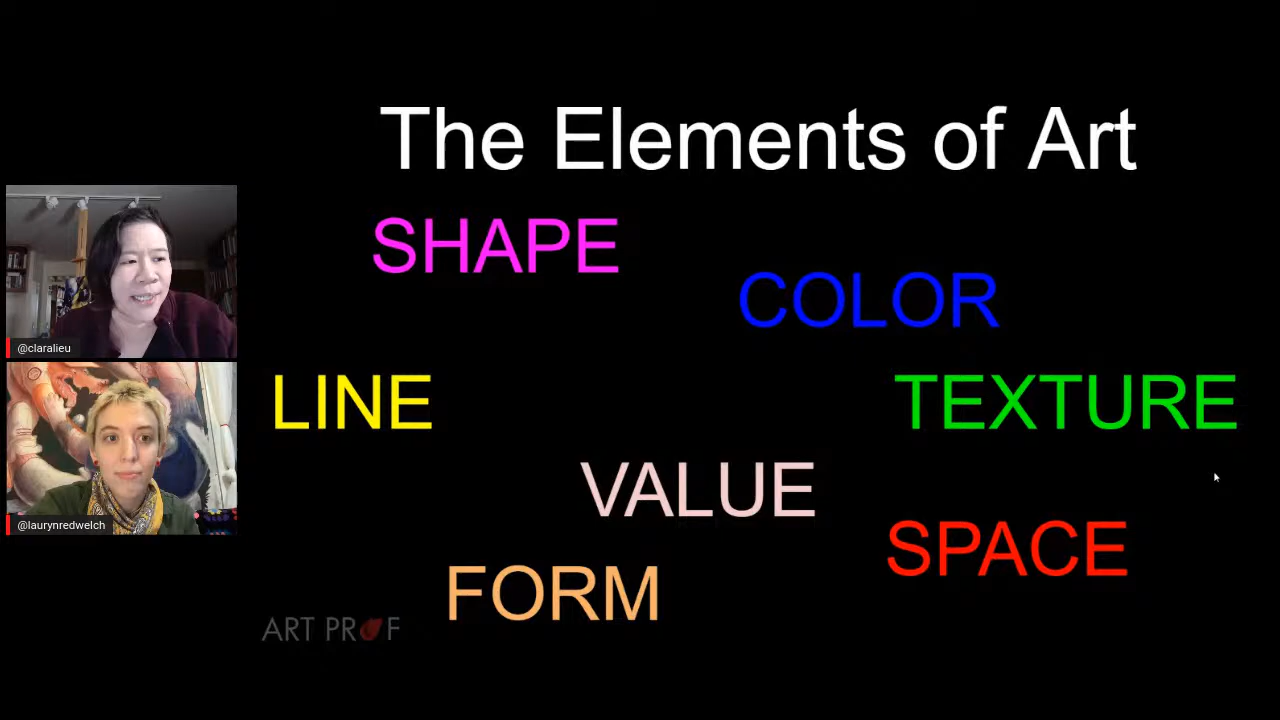 The Elements of Art
SHAPE
COLOR
LINE
TEXTURE
VALUE
SPACE
FORM
@claralieu
@laurynredwelch
ART PROF